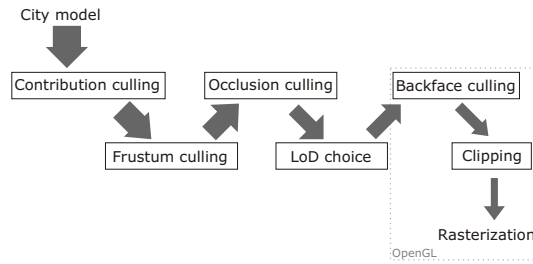 City model
Contribution culling
Occlusion culling
Backface culling
Frustum culling
LoD choice
Clipping
Rasterization
OpenGL